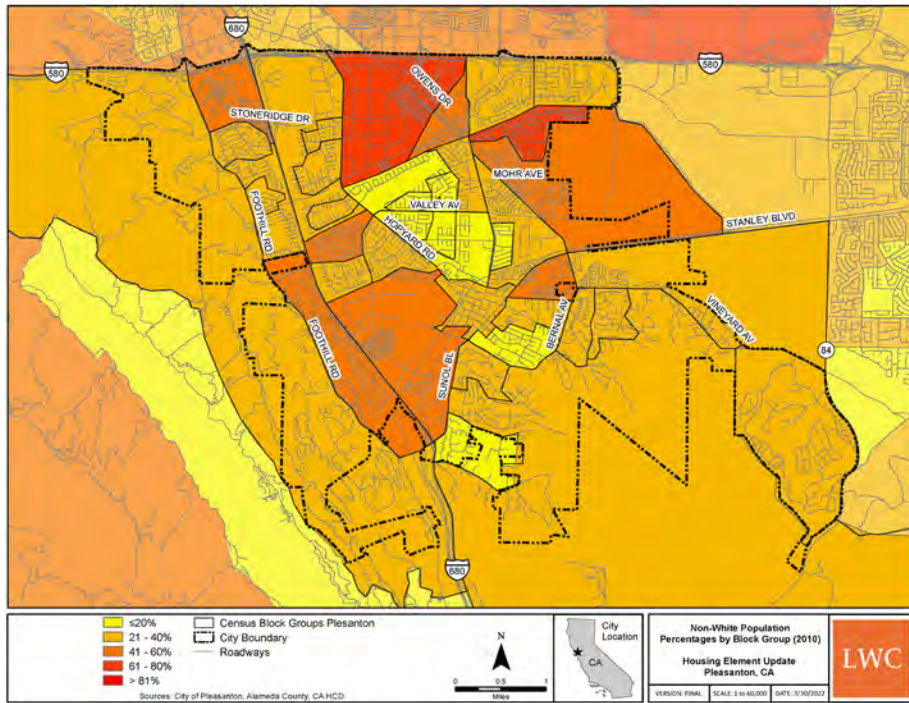 680
580
580
OWENS DR
STONERIDGE DR
MOHR AVE
VALLEY AV
STANLEY BLVD
FOOTHILL RD
HOPYARD RD
BERNAL AV
VINEYARD AV
FOOTHILL RD
SUNOL BL
84
680
≤20%
21 - 40%
41 - 60%
61 - 80%
> 81%
Census Block Groups Plesanton
City Boundary
Roadways
Sources: City of Pleasanton, Alameda County, CA HCD
N
0 0.5 1
Miles
City
Location
CA
Non-White Population
Percentages by Block Group (2010)
Housing Element Update
Pleasanton, CA
VERSION: FINAL SCALE: 1 to 60,000 DATE: 3/30/2022
LWC